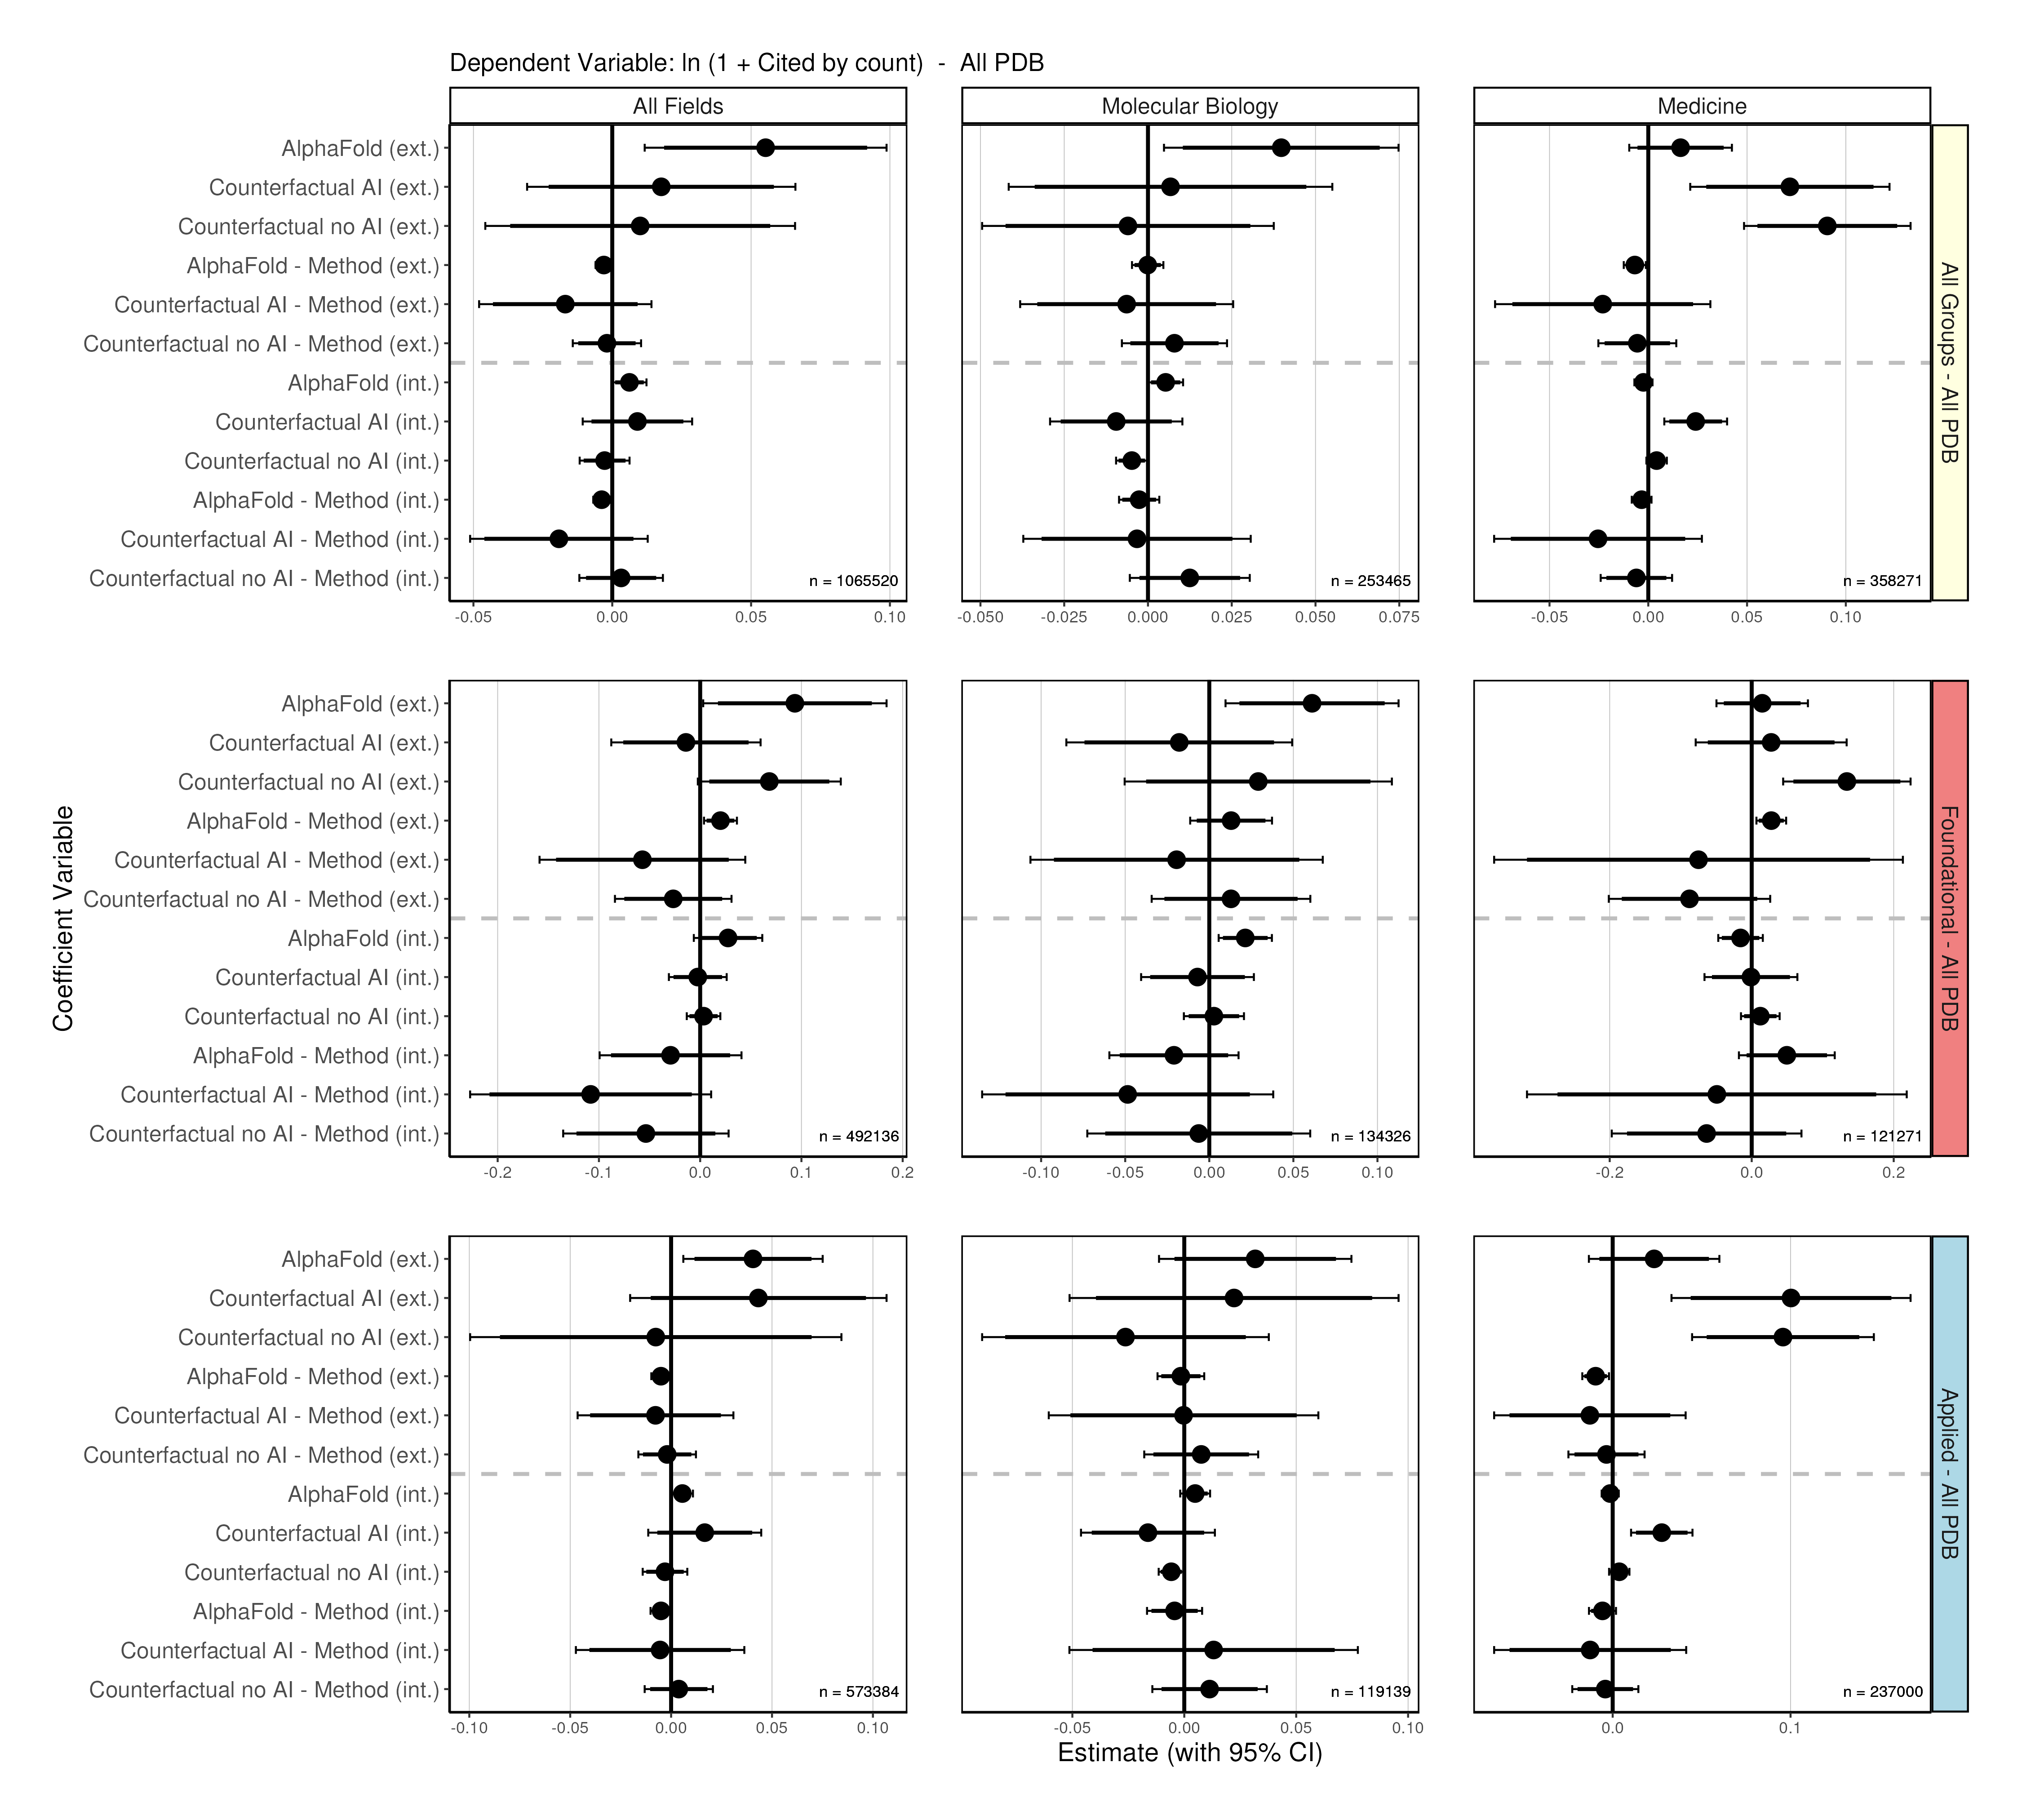 Dependent Variable: ln (1 + Cited by count)  -  All PDB
All Fields
Molecular Biology
Medicine
AlphaFold (ext.)
Counterfactual AI (ext.)
Counterfactual no AI (ext.)
AlphaFold - Method (ext.)
Counterfactual AI - Method (ext.)
Counterfactual no AI - Method (ext.)
AlphaFold (int.)
Counterfactual AI (int.)
Counterfactual no AI (int.)
AlphaFold - Method (int.)
Counterfactual AI - Method (int.)
Counterfactual no AI - Method (int.)
n = 1065520
n = 253465
n = 358271
All Groups - All PDB
-0.05 0.00 0.05 0.10
-0.050 -0.025 0.000 0.025 0.050 0.075
-0.05 0.00 0.05 0.10
Coefficient Variable
AlphaFold (ext.)
Counterfactual AI (ext.)
Counterfactual no AI (ext.)
AlphaFold - Method (ext.)
Counterfactual AI - Method (ext.)
Counterfactual no AI - Method (ext.)
AlphaFold (int.)
Counterfactual AI (int.)
Counterfactual no AI (int.)
AlphaFold - Method (int.)
Counterfactual AI - Method (int.)
Counterfactual no AI - Method (int.)
n = 492136
n = 134326
n = 121271
Foundational - All PDB
-0.2 -0.1 0.0 0.1 0.2
-0.10 -0.05 0.00 0.05 0.10
-0.2 0.0 0.2
AlphaFold (ext.)
Counterfactual AI (ext.)
Counterfactual no AI (ext.)
AlphaFold - Method (ext.)
Counterfactual AI - Method (ext.)
Counterfactual no AI - Method (ext.)
AlphaFold (int.)
Counterfactual AI (int.)
Counterfactual no AI (int.)
AlphaFold - Method (int.)
Counterfactual AI - Method (int.)
Counterfactual no AI - Method (int.)
n = 573384
n = 119139
n = 237000
Applied - All PDB
-0.10 -0.05 0.00 0.05 0.10
-0.05 0.00 0.05 0.10
0.0 0.1
Estimate (with 95% CI)